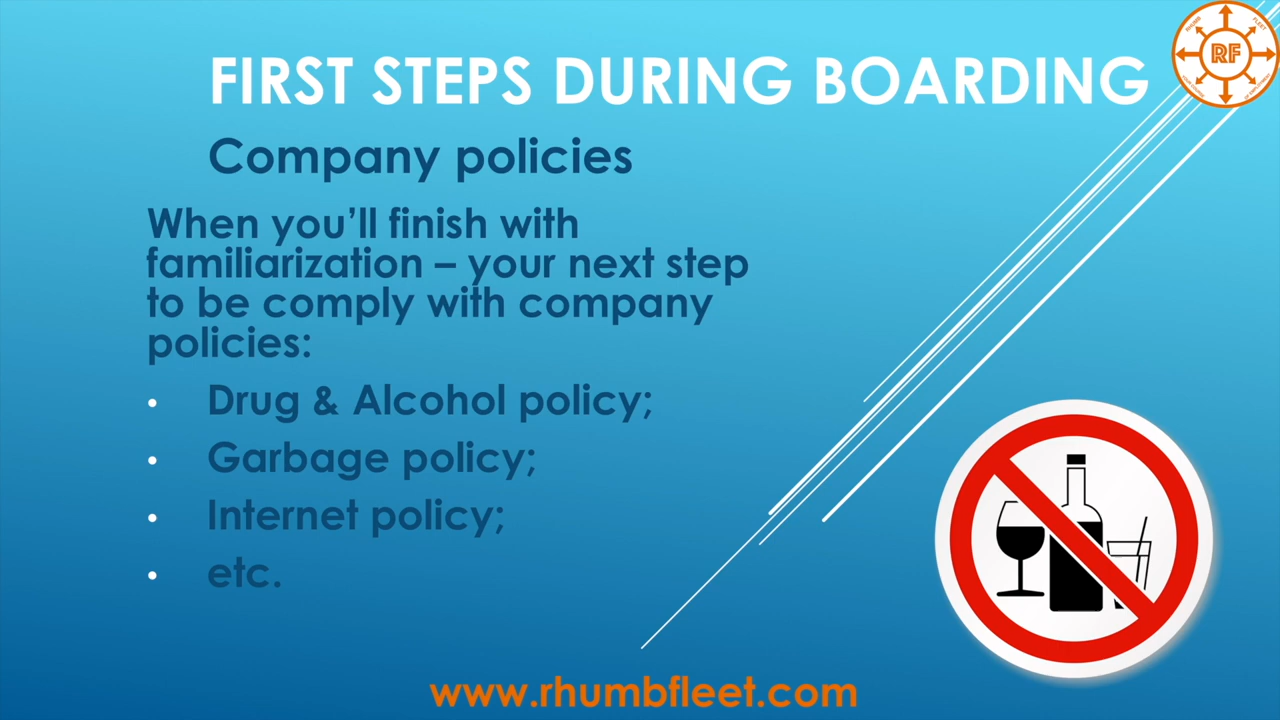 FIRST STEPS DURING BOARDING
RF
Company policies
When you'll finish with
familiarization – your next step
to be comply with company
policies:
• Drug & Alcohol policy;
• Garbage policy;
• Internet policy;
• etc.
www.rhumbfleet.com